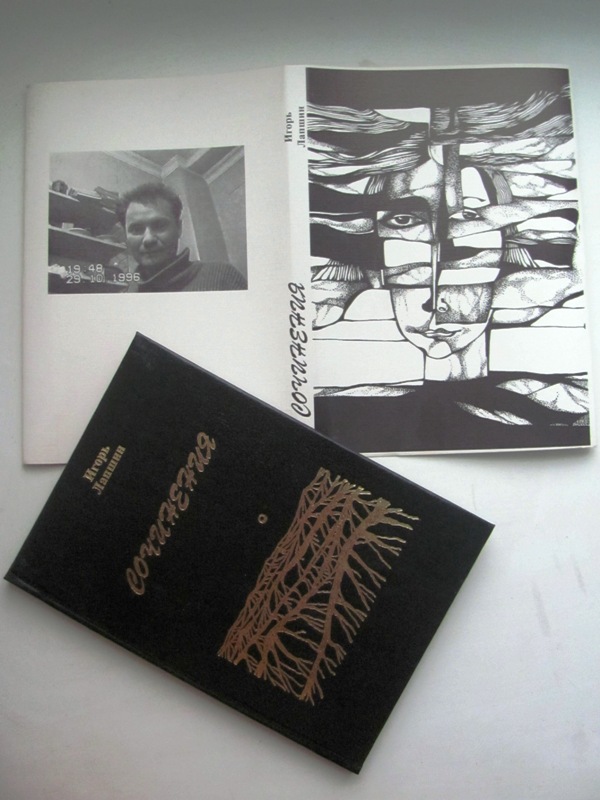 Игорь
Лапшин
СОЧИНЕНИЯ
19 48
29 10 1996
Игорь
Лапшин
СОЧИНЕНИЯ